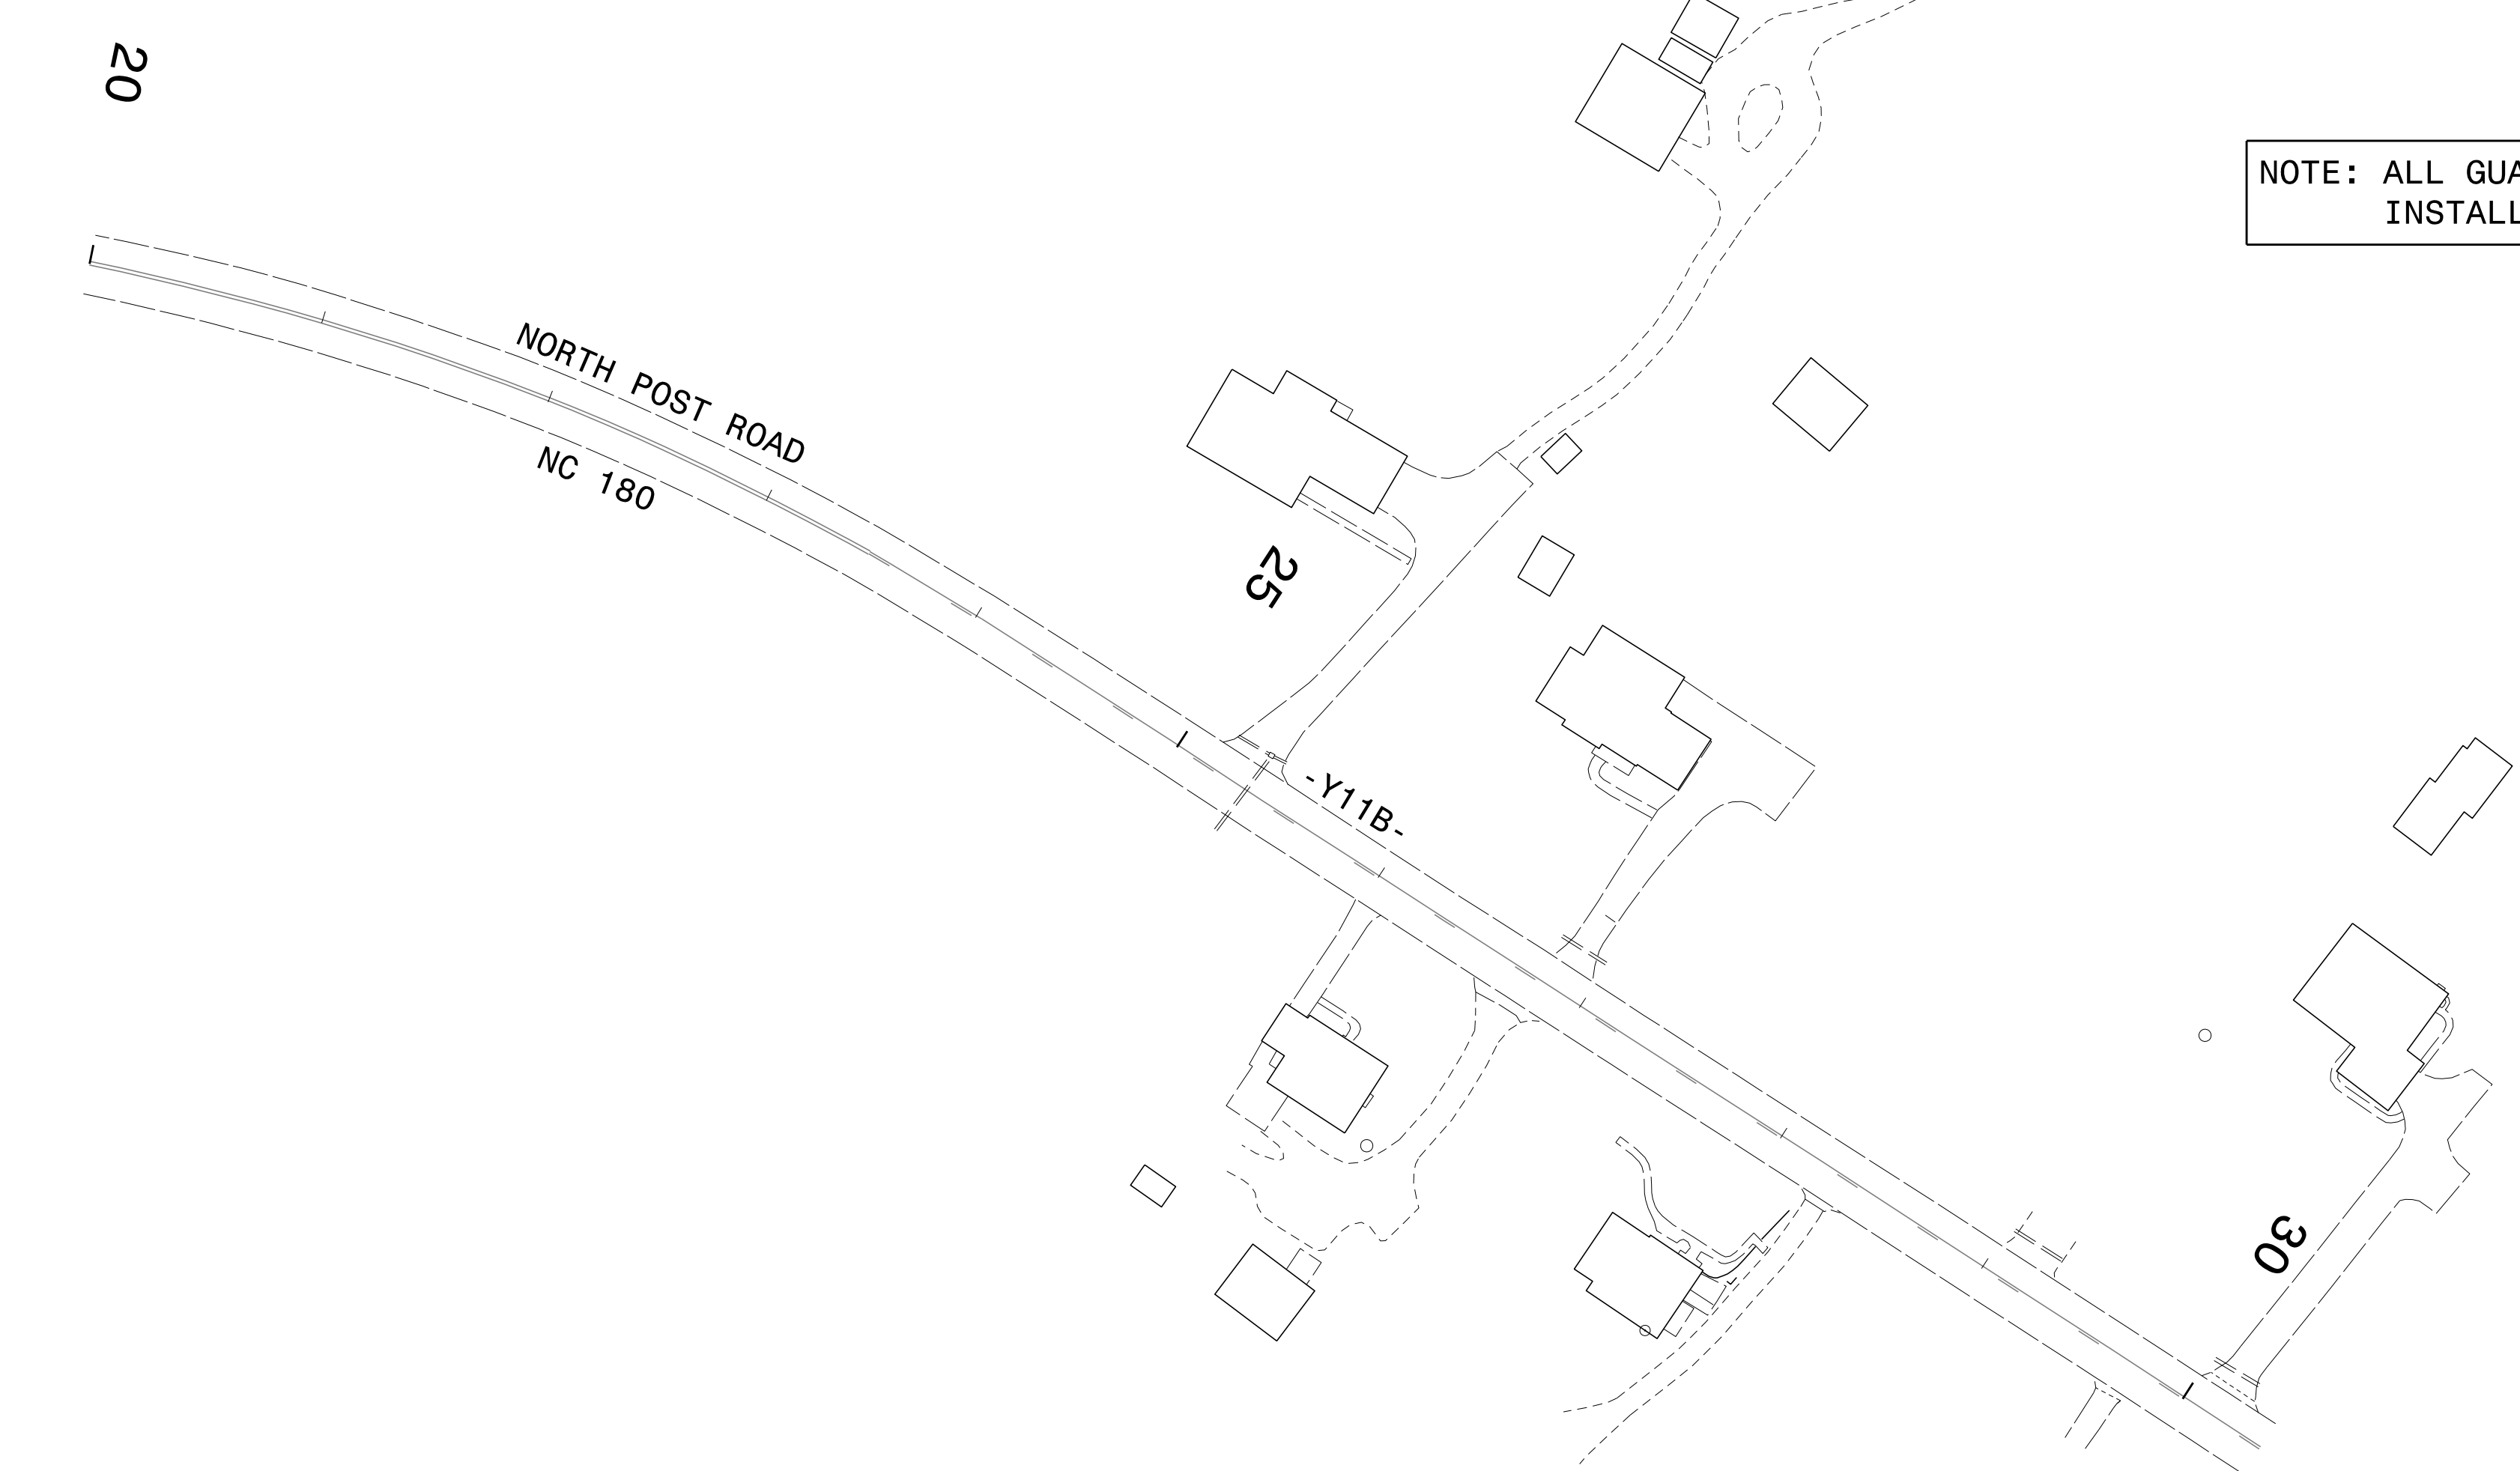 20
NOTE: ALL GUA
INSTALL
NORTH POST ROAD
NC 180
25
-Y11B-
30